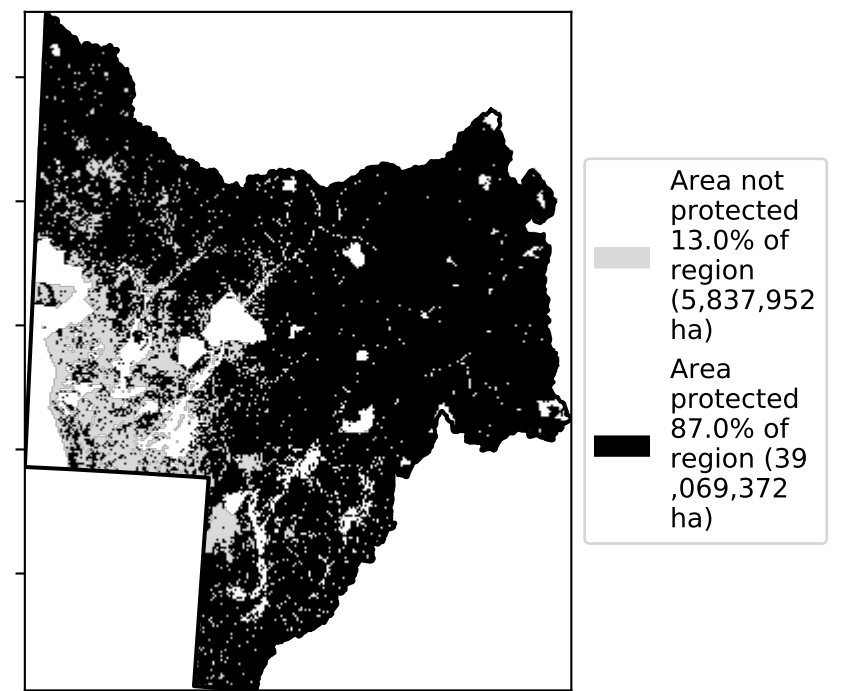 Area not
protected
13.0% of
region
(5,837,952
ha)
Area
protected
87.0% of
region (39
,069,372
ha)